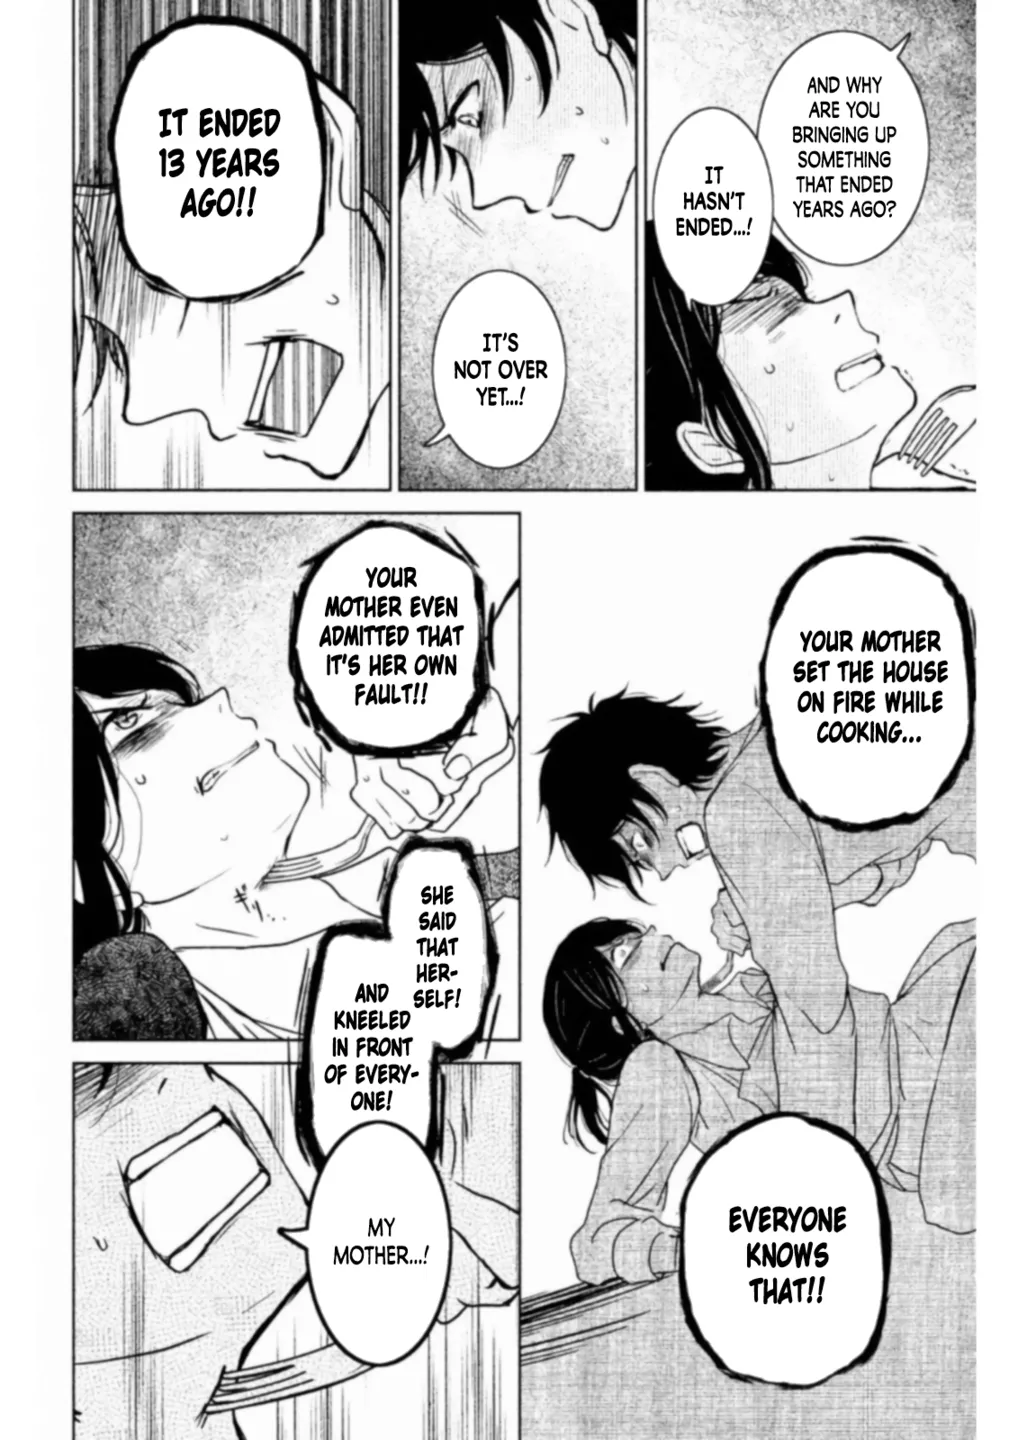 AND WHY
ARE YOU
BRINGING UP
SOMETHING
THAT ENDED
YEARS AGO?
IT
HASN'T
ENDED...!
IT'S
NOT OVER
YET...!
IT ENDED
13 YEARS
AGO!!
YOUR MOTHER
SET THE HOUSE
ON FIRE WHILE
COOKING...
EVERYONE
KNOWS
THAT!!
YOUR
MOTHER EVEN
ADMITTED THAT
IT'S HER OWN
FAULT!!
ギリ...
SHE
SAID
THAT
HER-
SELF!
AND
KNEELED
IN FRONT
OF EVERY-
ONE!
MY
MOTHER...!